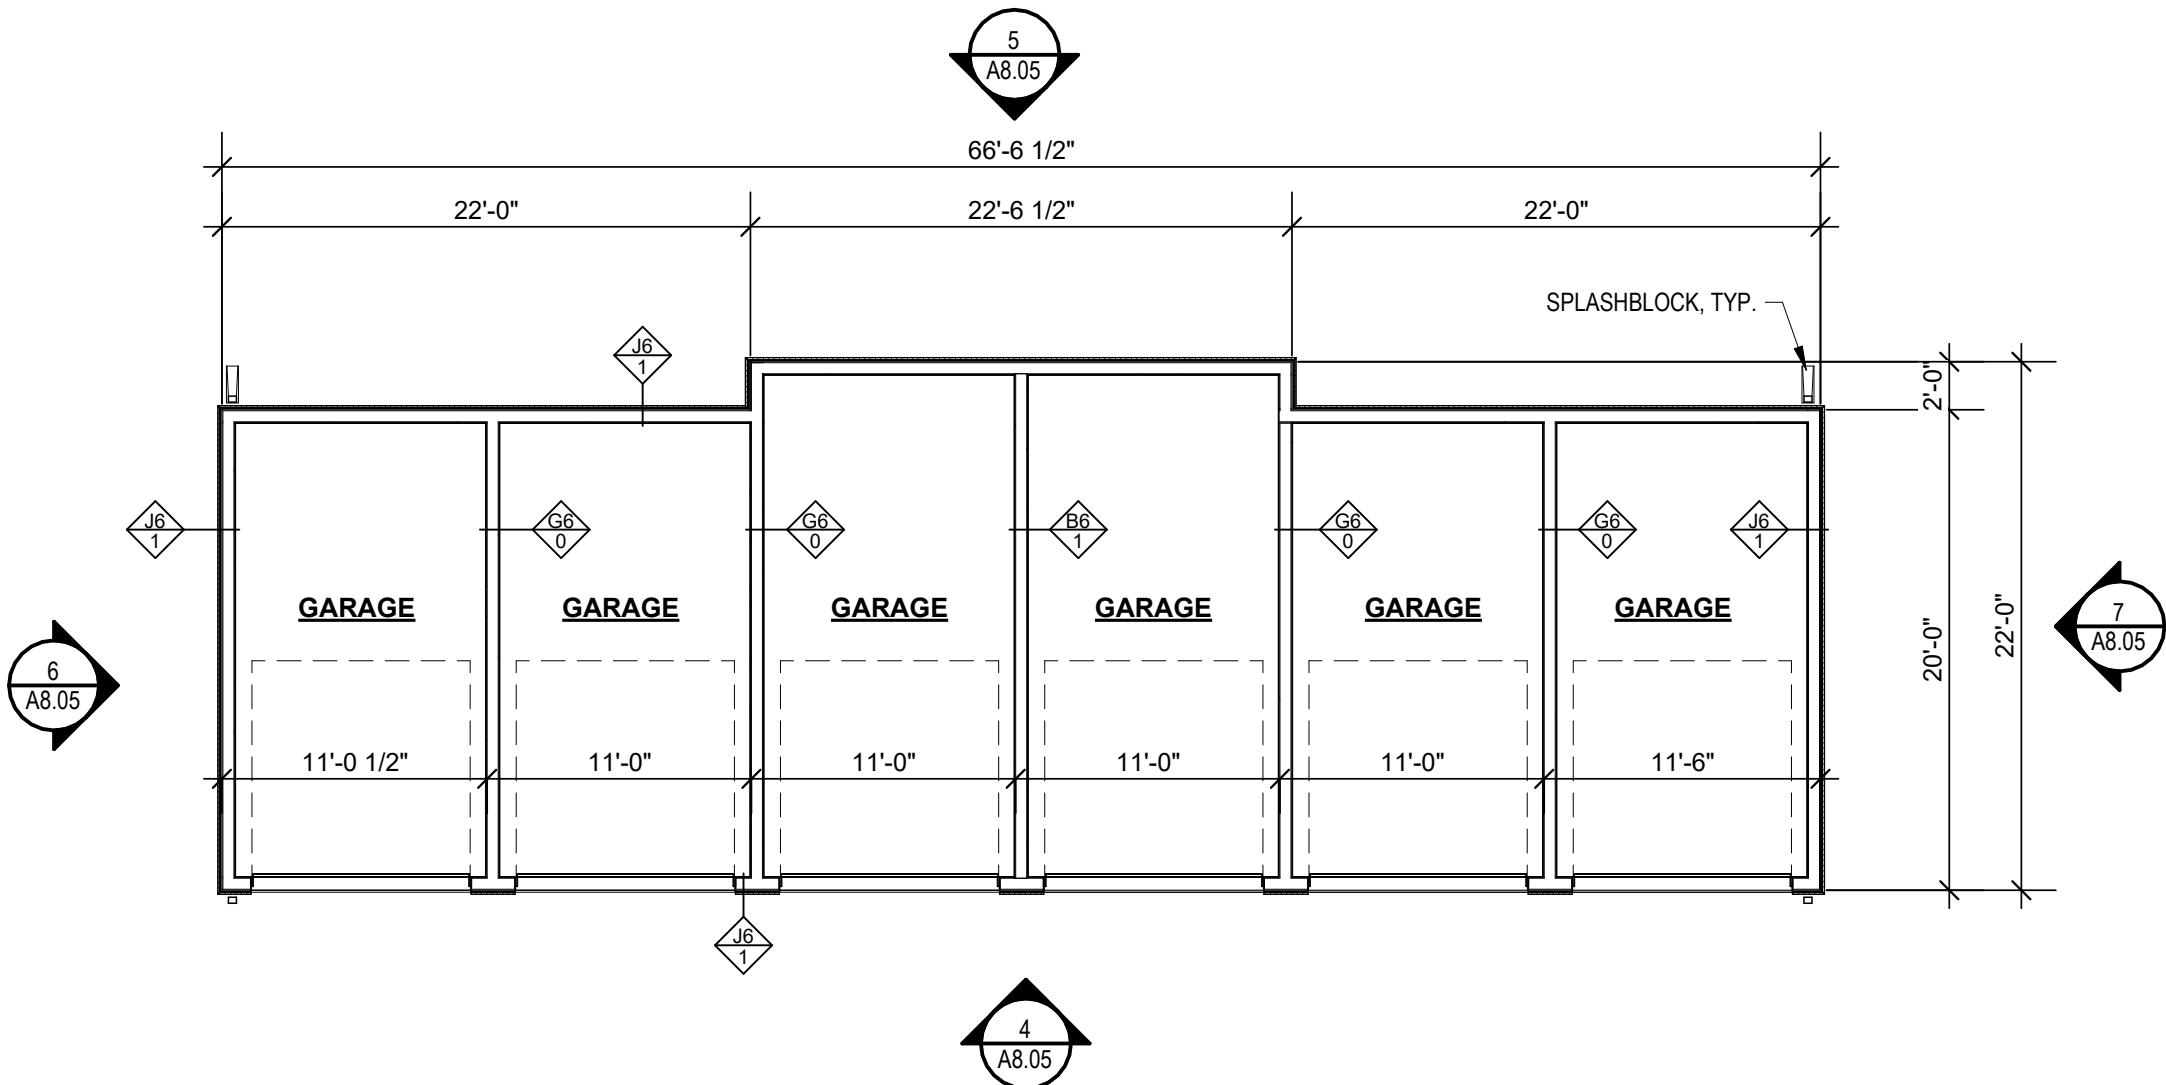 5
A8.05
66'-6 1/2"
22'-0"
22'-6 1/2"
22'-0"
SPLASHBLOCK, TYP.
J6
1
2'-0"
J6
1
G6
0
G6
0
B6
1
G6
0
G6
0
J6
1
GARAGE
GARAGE
GARAGE
GARAGE
GARAGE
GARAGE
20'-0"
22'-0"
7
A8.05
6
A8.05
11'-0 1/2"
11'-0"
11'-0"
11'-0"
11'-0"
11'-6"
J6
1
4
A8.05